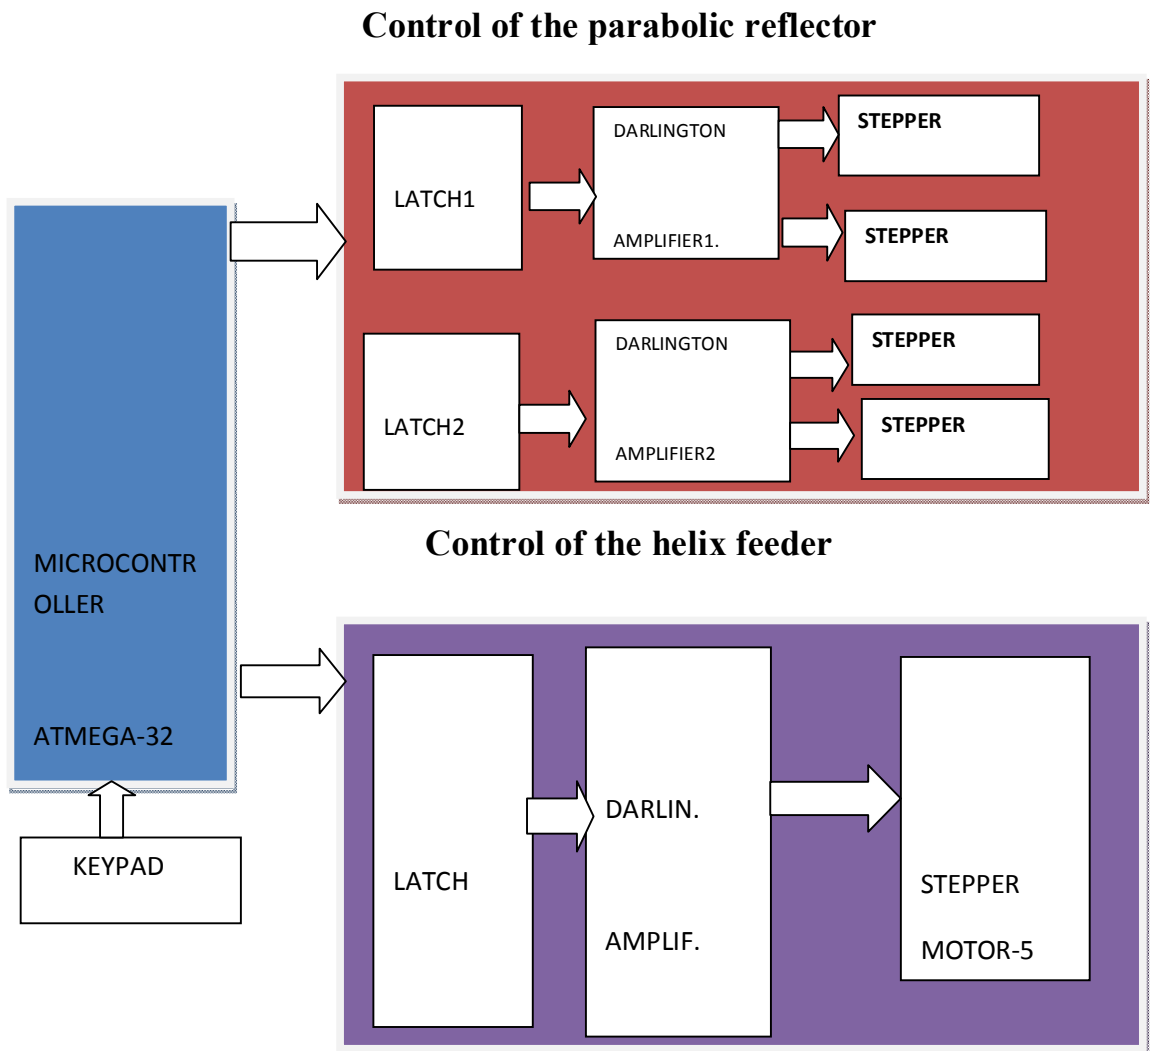 Control of the parabolic reflector
LATCH1
DARLINGTON
AMPLIFIER1.
STEPPER
STEPPER
LATCH2
DARLINGTON
AMPLIFIER2
STEPPER
STEPPER
MICROCONTR
OLLER
ATMEGA-32
KEYPAD
Control of the helix feeder
LATCH
DARLIN.
AMPLIF.
STEPPER
MOTOR-5